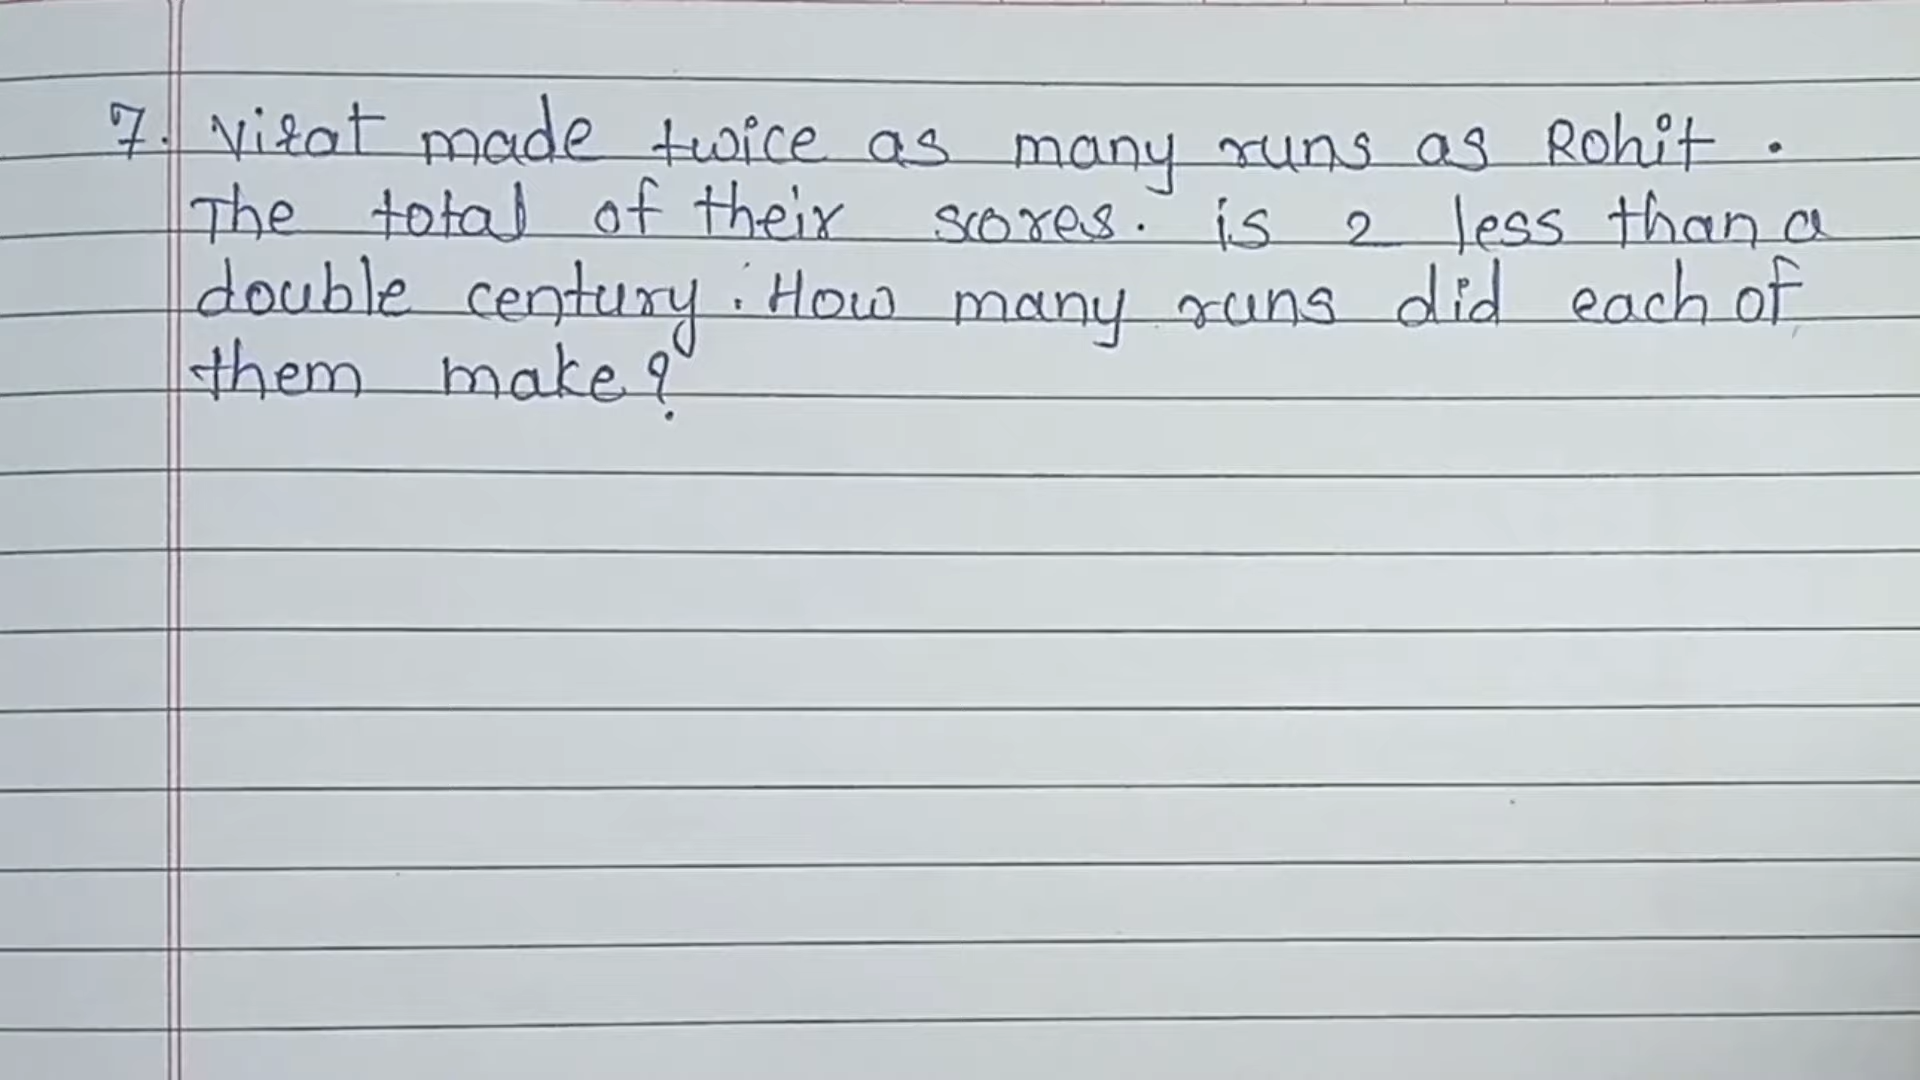 7. Virat made twice as many runs as Rohit .
The total of their scores. is 2 less than a
double century. How many runs did each of
them make?